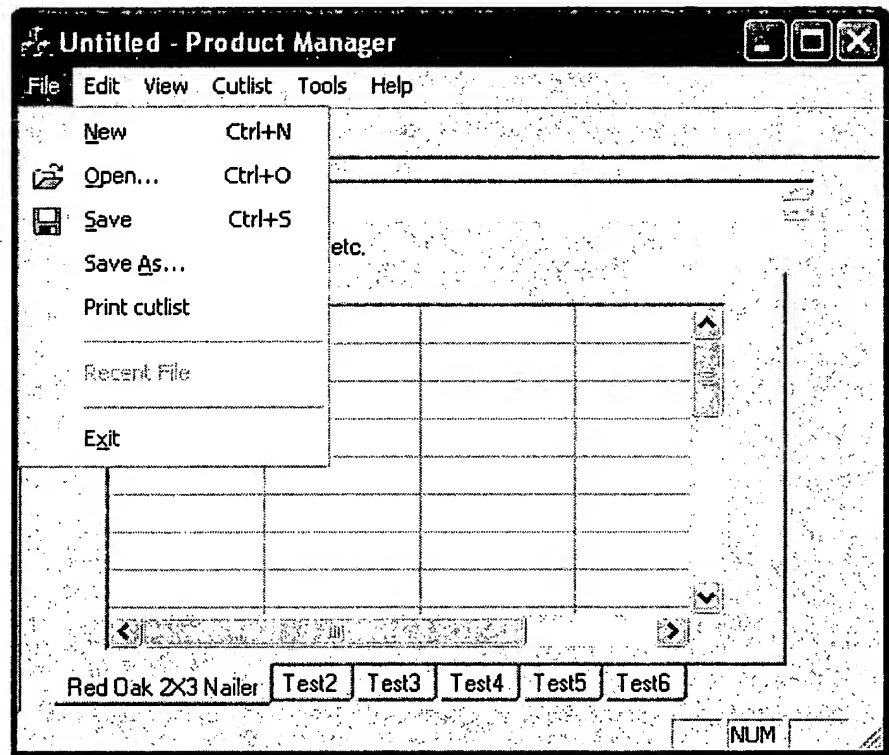 Untitled - Product Manager
File Edit View Cutlist Tools Help
New Ctrl+N
Open... Ctrl+O
Save Ctrl+S
etc.
Save As...
Print cutlist
Recent File
Exit
Red Oak 2X3 Nailer Test2 Test3 Test4 Test5 Test6
NUM